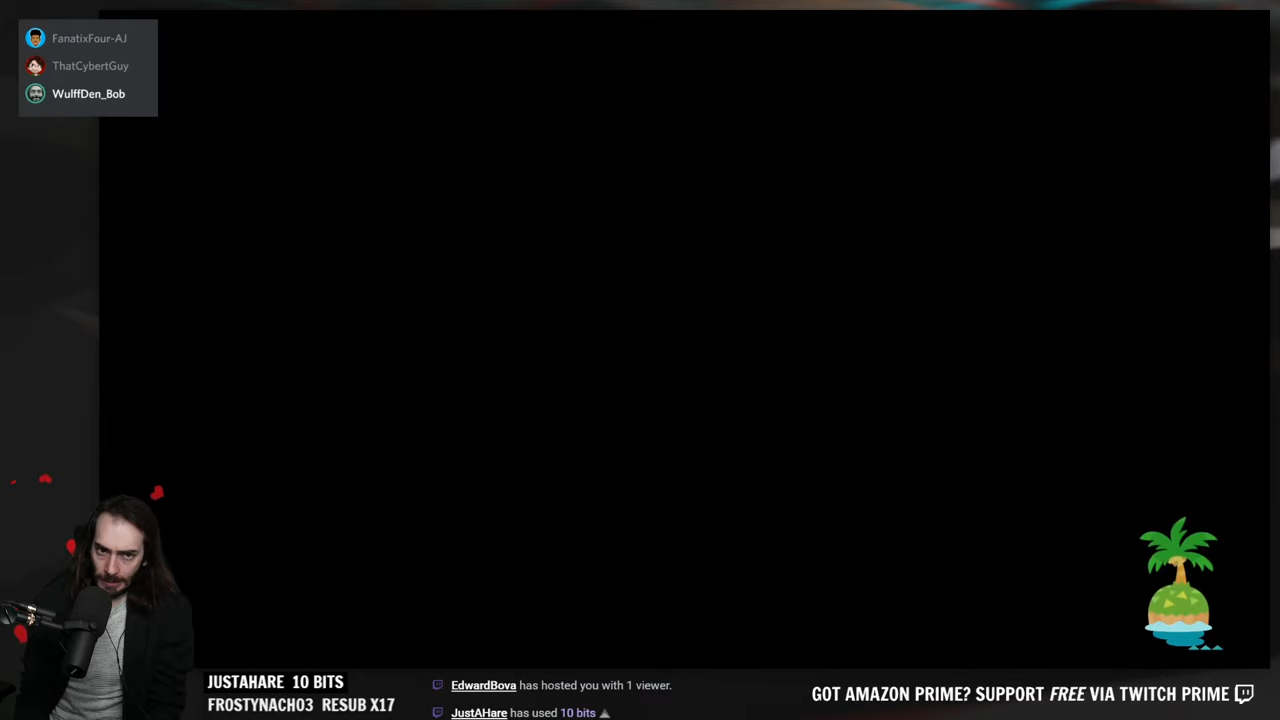 FanatixFour-AJ
ThatCybertGuy
WulffDen_Bob
JUSTAHARE 10 BITS
FROSTYNACHO3 RESUB X17
EdwardBova has hosted you with 1 viewer.
JustAHare has used 10 bits
GOT AMAZON PRIME? SUPPORT FREE VIA TWITCH PRIME